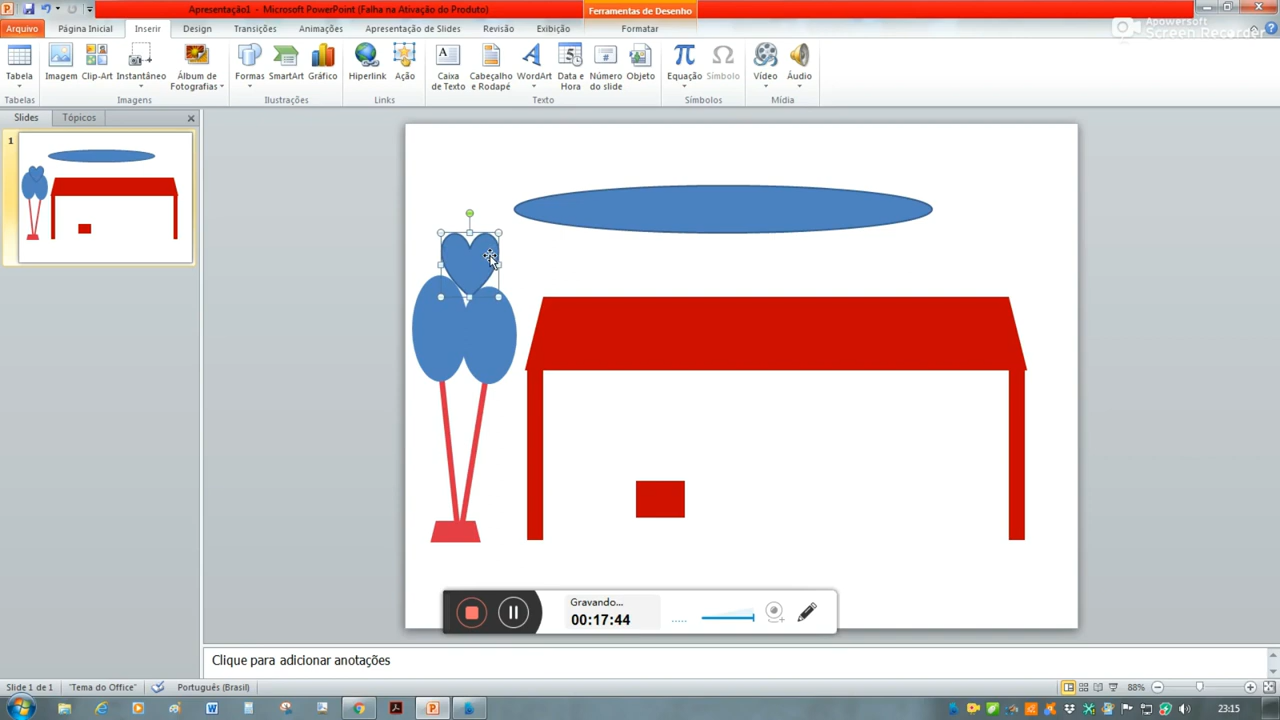 Apresentação1 - Microsoft PowerPoint (Falha na Ativação do Produto)
Ferramentas de Desenho
Arquivo
Página Inicial
Inserir
Design
Transições
Animações
Apresentação de Slides
Revisão
Exibição
Formatar
Apowersoft
Screen Recorder
Tabela
Imagem
Clip-Art
Instantâneo
Álbum de
Fotografias
Formas
SmartArt
Gráfico
Hiperlink
Ação
Caixa
de Texto
Cabeçalho
e Rodapé
WordArt
Data e
Hora
Número
do slide
Objeto
Equação
Símbolo
Vídeo
Áudio
Tabelas
Imagens
Ilustrações
Links
Texto
Símbolos
Mídia
Slides
Tópicos
1
Gravando...
00:17:44
Clique para adicionar anotações
Slide 1 de 1
"Tema do Office"
Português (Brasil)
88%
23:15